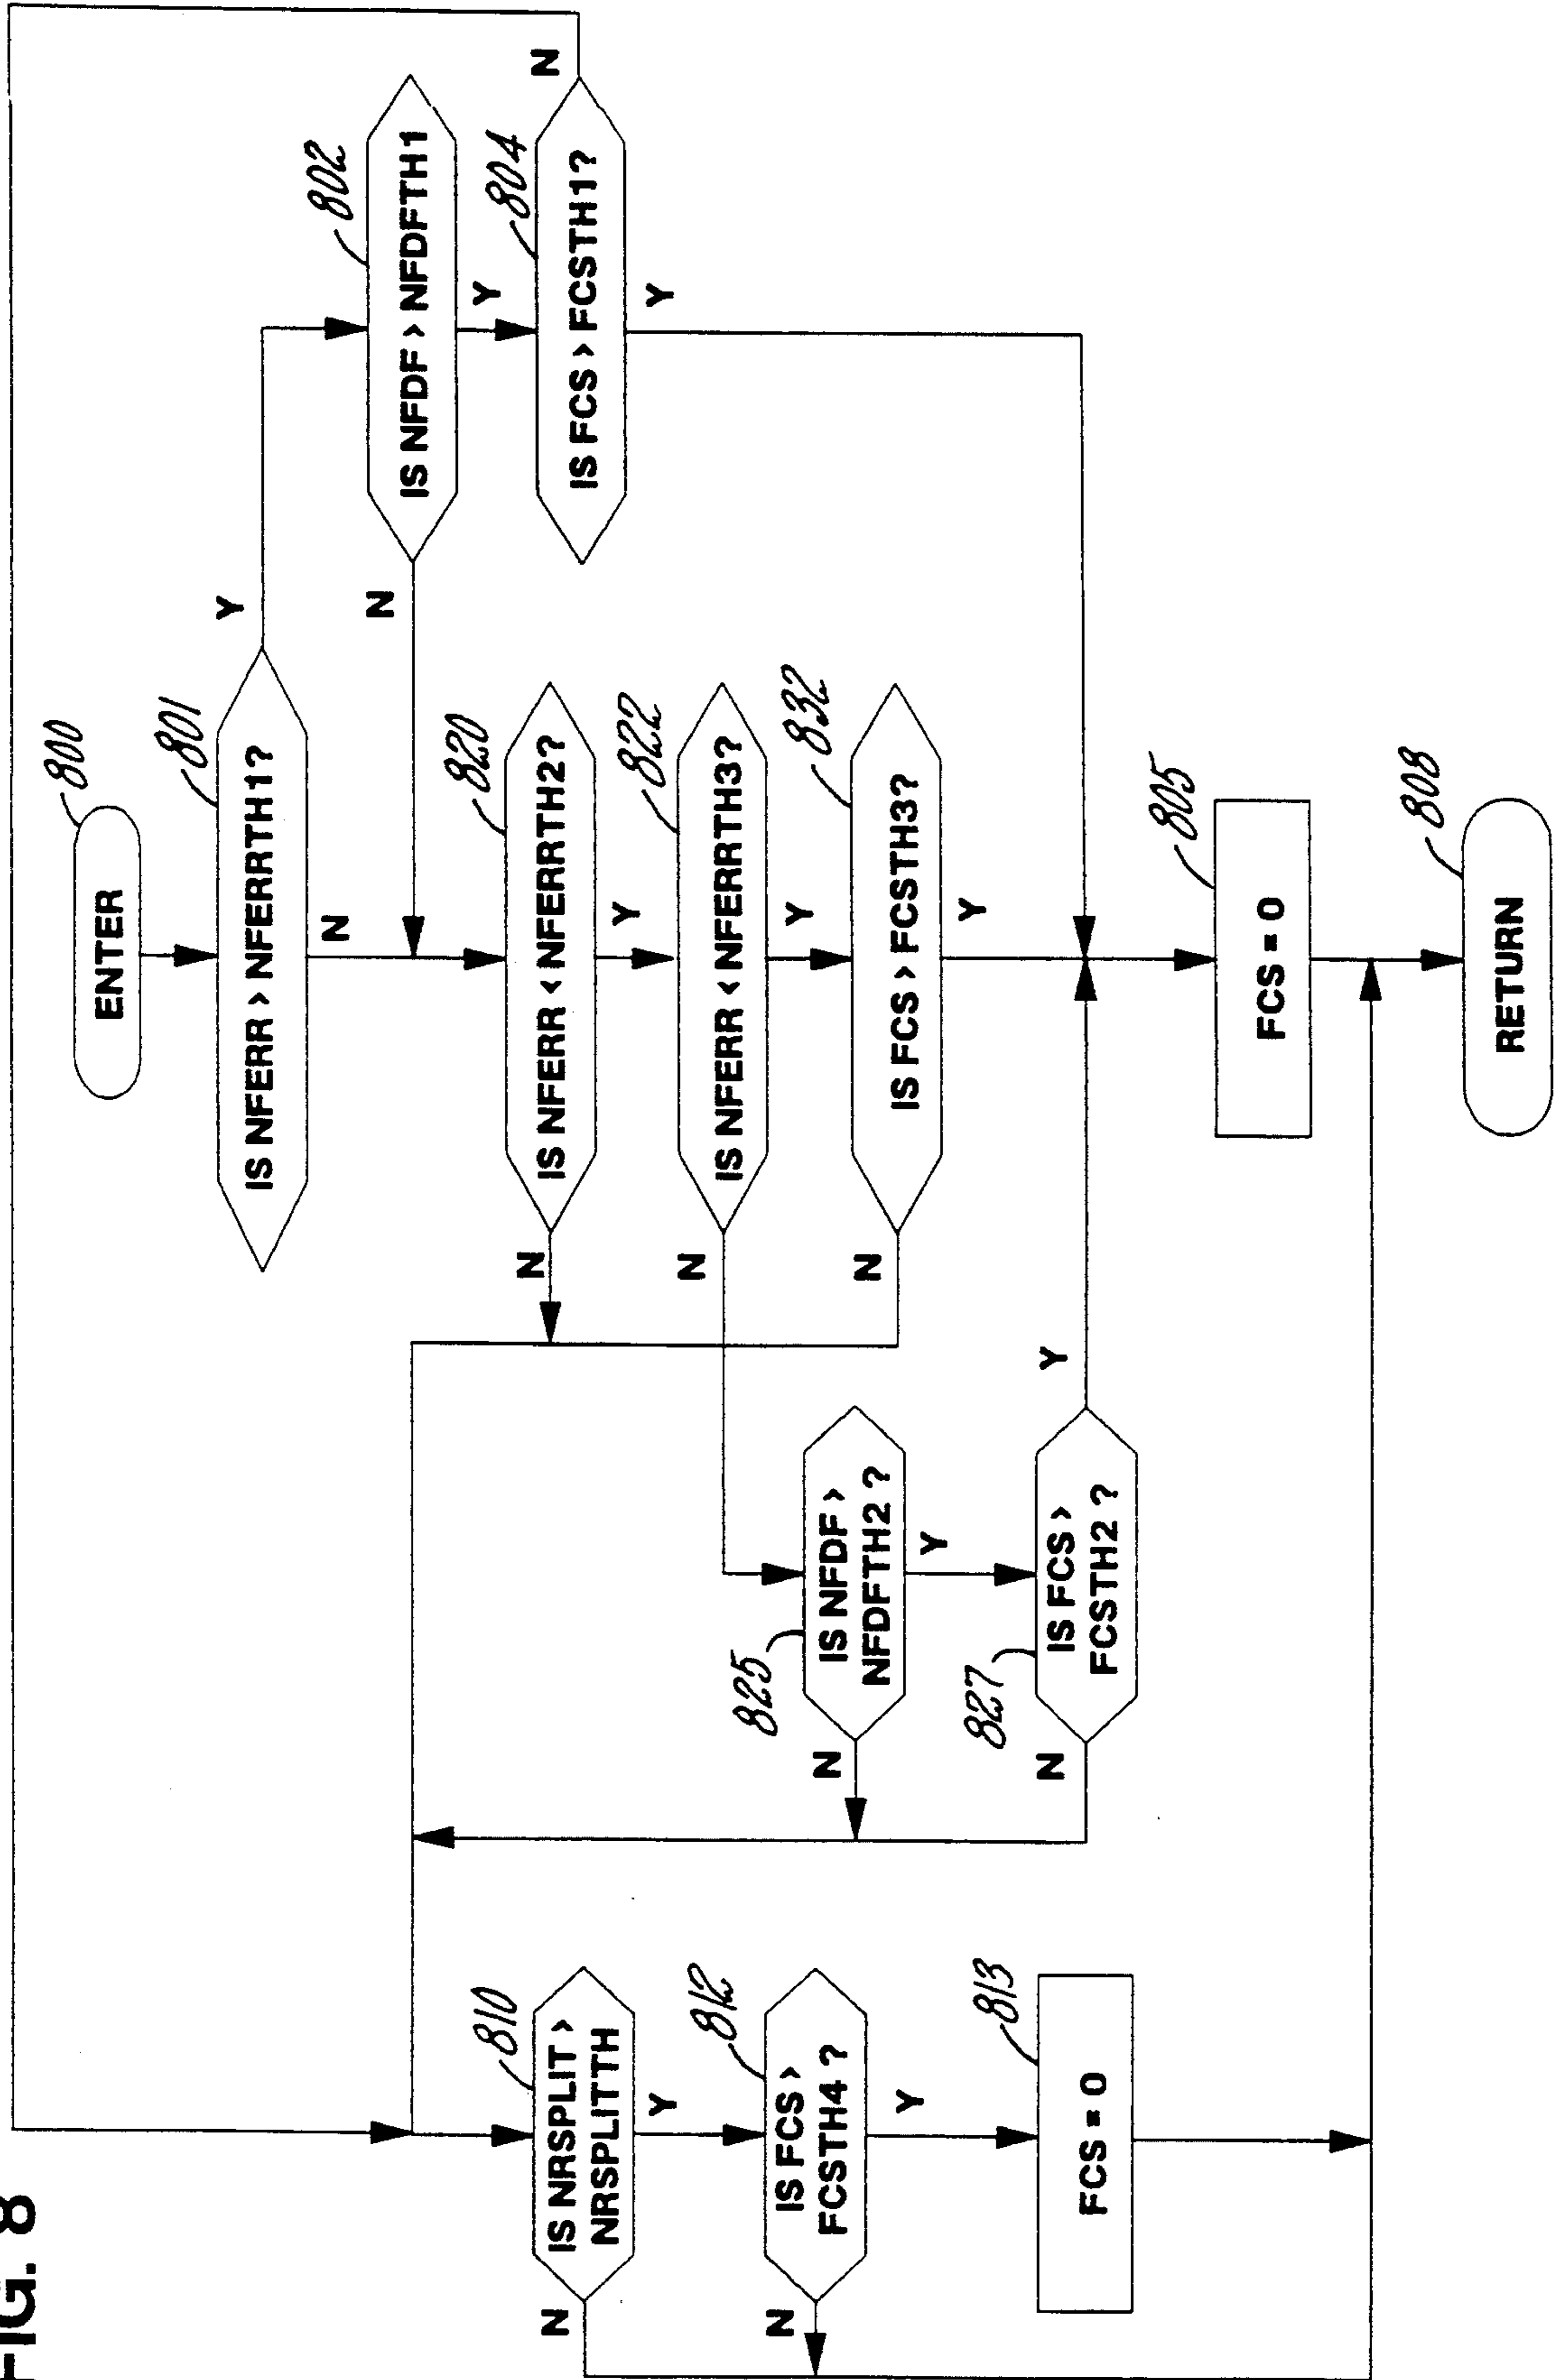 FIG. 8
ENTER
800
IS NFERR > NFERRTH1?
801
Y
N
IS NFDF > NFDFTH1
802
N
Y
IS FCS > FCSTH1?
804
N
Y
IS NFERR < NFERRTH2?
820
N
Y
IS NFERR < NFERRTH3?
822
N
Y
IS FCS > FCSTH3?
832
N
Y
IS NFDF >
NFDFTH2 ?
825
N
Y
IS FCS >
FCSTH2 ?
827
N
Y
IS NRSPLIT >
NRSPLITTH
810
N
Y
IS FCS >
FCSTH4 ?
812
N
Y
FCS = 0
813
FCS = 0
805
RETURN
808